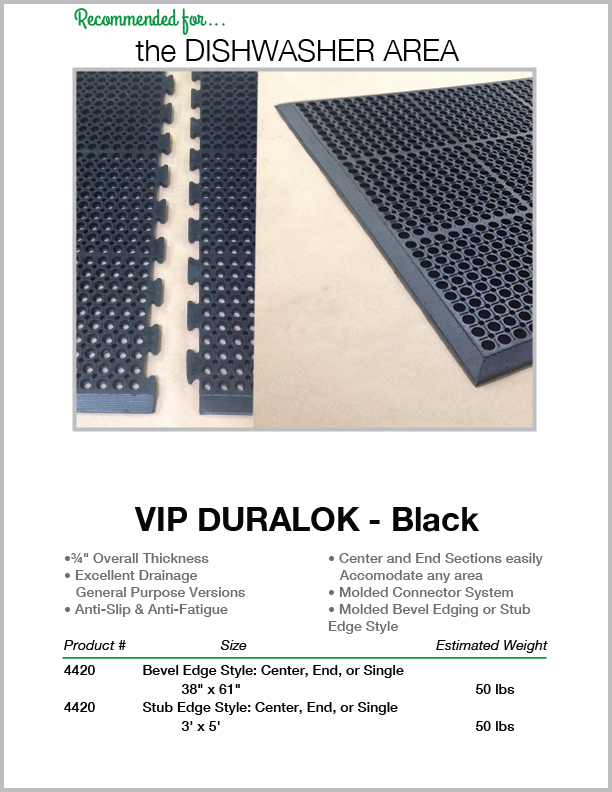 Recommended for...
the DISHWASHER AREA
VIP DURALOK - Black
•¾" Overall Thickness
• Excellent Drainage
General Purpose Versions
• Anti-Slip & Anti-Fatigue
• Center and End Sections easily
Accomodate any area
• Molded Connector System
• Molded Bevel Edging or Stub
Edge Style
Product # Size Estimated Weight
4420 Bevel Edge Style: Center, End, or Single
38" x 61" 50 lbs
4420 Stub Edge Style: Center, End, or Single
3' x 5' 50 lbs